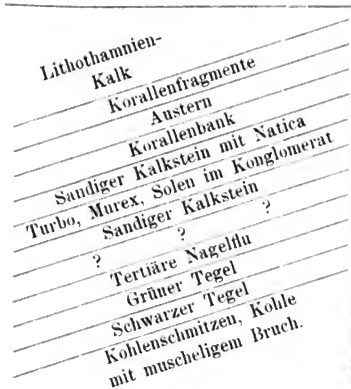 Lithothamnien-
Kalk
Korallenfragmente
Austern
Korallenbank
Sandiger Kalkstein mit Natica
Turbo, Murex, Solen im Konglomerat
Sandiger Kalkstein
? ? ?
Tertiäre Nagelflu
Grüner Tegel
Schwarzer Tegel
Kohlenschmitzen, Kohle
mit muscheligem Bruch.